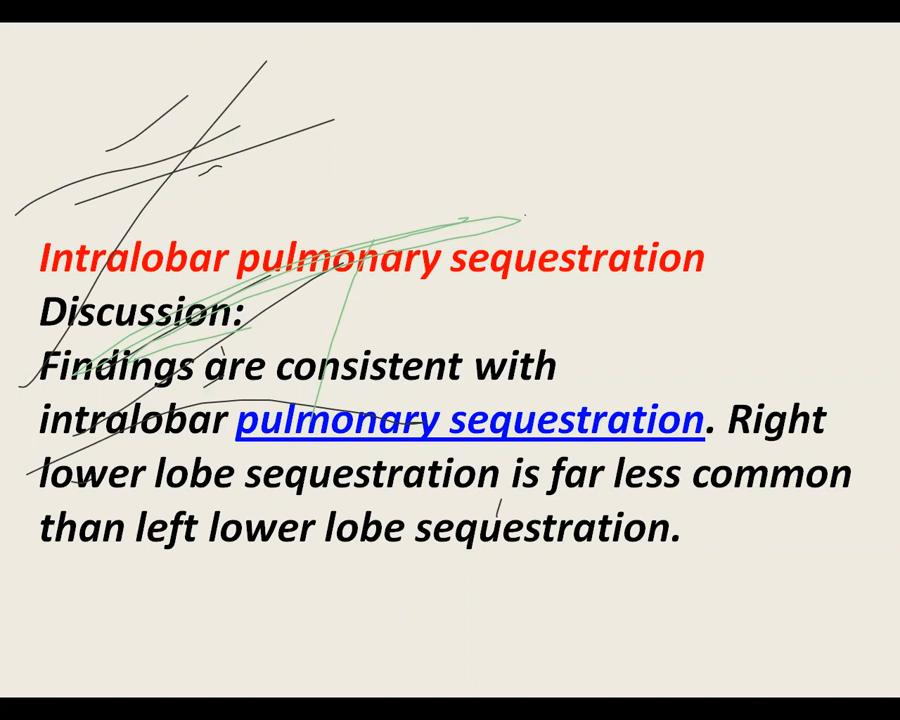 Intralobar pulmonary sequestration
Discussion:
Findings are consistent with
intralobar pulmonary sequestration. Right
lower lobe sequestration is far less common
than left lower lobe sequestration.